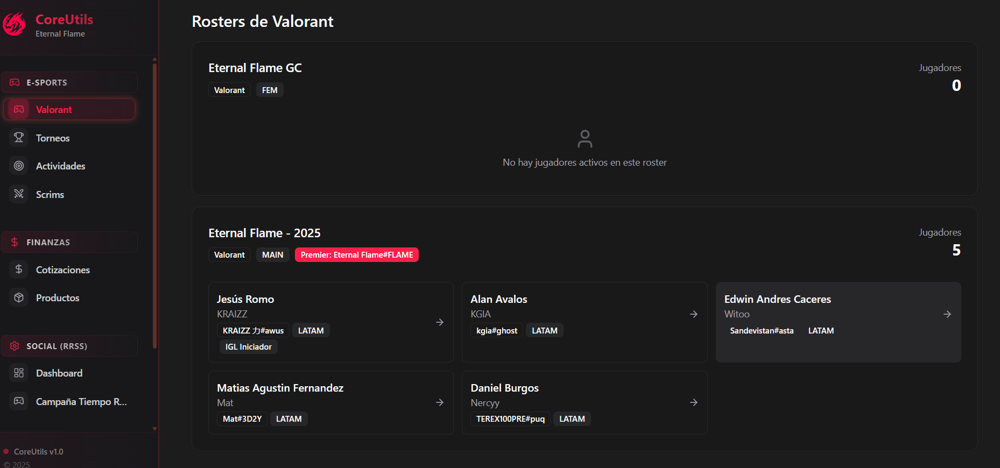 CoreUtils
Eternal Flame
E-SPORTS
Valorant
Torneos
Actividades
Scrims
FINANZAS
Cotizaciones
Productos
SOCIAL (RRSS)
Dashboard
Campaña Tiempo R...
CoreUtils v1.0
© 2025
Rosters de Valorant
Eternal Flame GC
Valorant FEM
Jugadores
0
No hay jugadores activos en este roster
Eternal Flame - 2025
Valorant MAIN Premier: Eternal Flame#FLAME
Jugadores
5
Jesús Romo
KRAIZZ
KRAIZZ 力#awus LATAM
IGL Iniciador
Alan Avalos
KGIA
kgia#ghost LATAM
Edwin Andres Caceres
Witoo
Sandevistan#asta LATAM
Matias Agustin Fernandez
Mat
Mat#3D2Y LATAM
Daniel Burgos
Nercyy
TEREX100PRE#puq LATAM